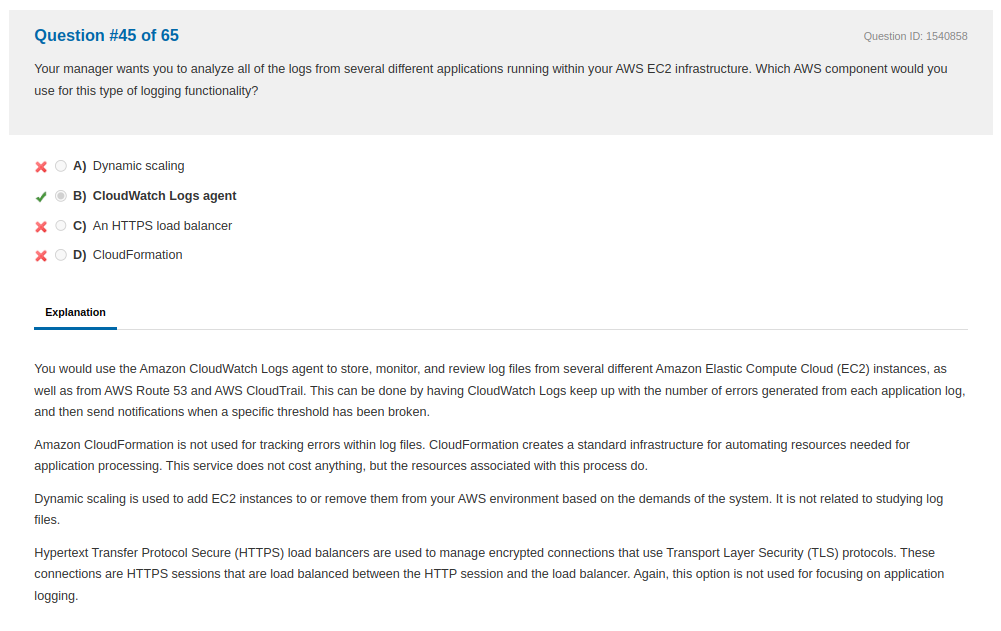 Question #45 of 65
Question ID: 1540858
Your manager wants you to analyze all of the logs from several different applications running within your AWS EC2 infrastructure. Which AWS component would you
use for this type of logging functionality?
A) Dynamic scaling
B) CloudWatch Logs agent
C) An HTTPS load balancer
D) CloudFormation
Explanation
You would use the Amazon CloudWatch Logs agent to store, monitor, and review log files from several different Amazon Elastic Compute Cloud (EC2) instances, as
well as from AWS Route 53 and AWS CloudTrail. This can be done by having CloudWatch Logs keep up with the number of errors generated from each application log,
and then send notifications when a specific threshold has been broken.
Amazon CloudFormation is not used for tracking errors within log files. CloudFormation creates a standard infrastructure for automating resources needed for
application processing. This service does not cost anything, but the resources associated with this process do.
Dynamic scaling is used to add EC2 instances to or remove them from your AWS environment based on the demands of the system. It is not related to studying log
files.
Hypertext Transfer Protocol Secure (HTTPS) load balancers are used to manage encrypted connections that use Transport Layer Security (TLS) protocols. These
connections are HTTPS sessions that are load balanced between the HTTP session and the load balancer. Again, this option is not used for focusing on application
logging.